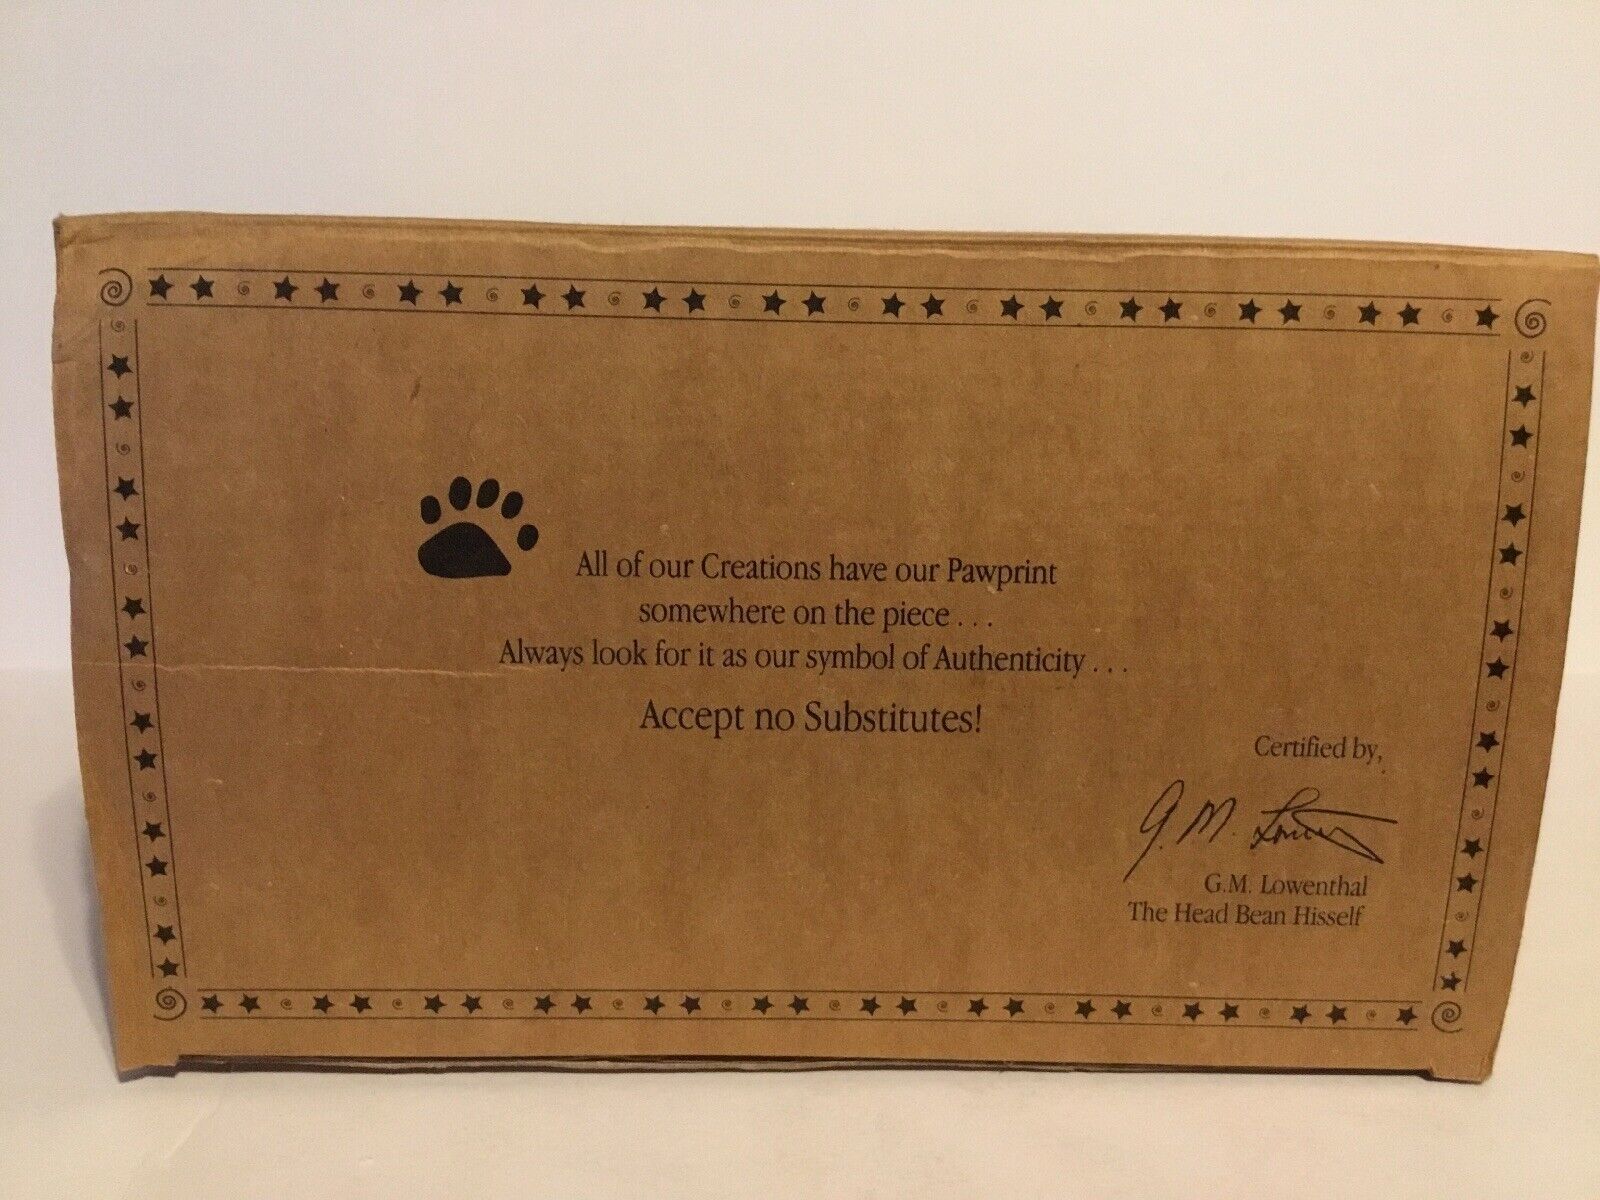 All of our Creations have our Pawprint
somewhere on the piece . . .
Always look for it as our symbol of Authenticity . . .
Accept no Substitutes!
Certified by,
G. M. Lowenthal
G.M. Lowenthal
The Head Bean Hisself